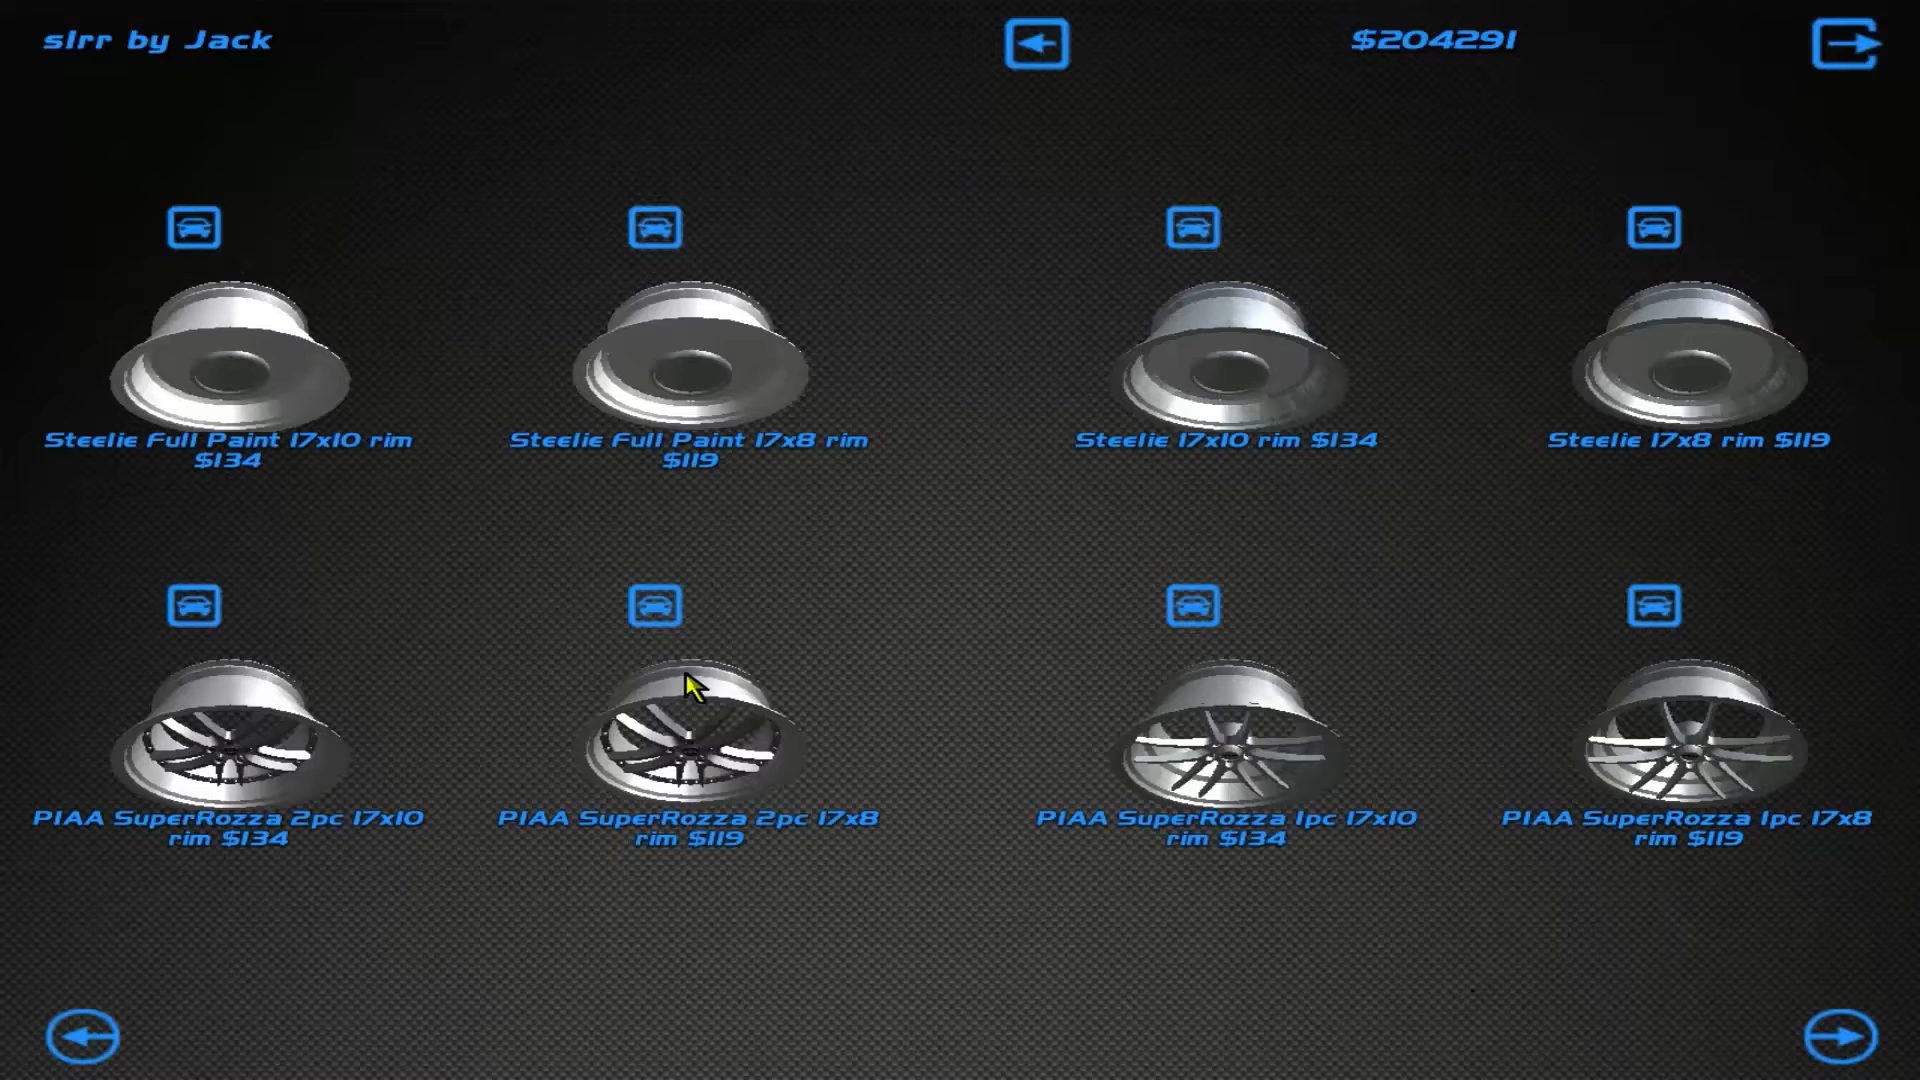 slrr by Jack
$204291
Steelie Full Paint 17x10 rim
$134
Steelie Full Paint 17x8 rim
$119
Steelie 17x10 rim $134
Steelie 17x8 rim $119
PIAA SuperRozza 2pc 17x10
rim $134
PIAA SuperRozza 2pc 17x8
rim $119
PIAA SuperRozza 1pc 17x10
rim $134
PIAA SuperRozza 1pc 17x8
rim $119